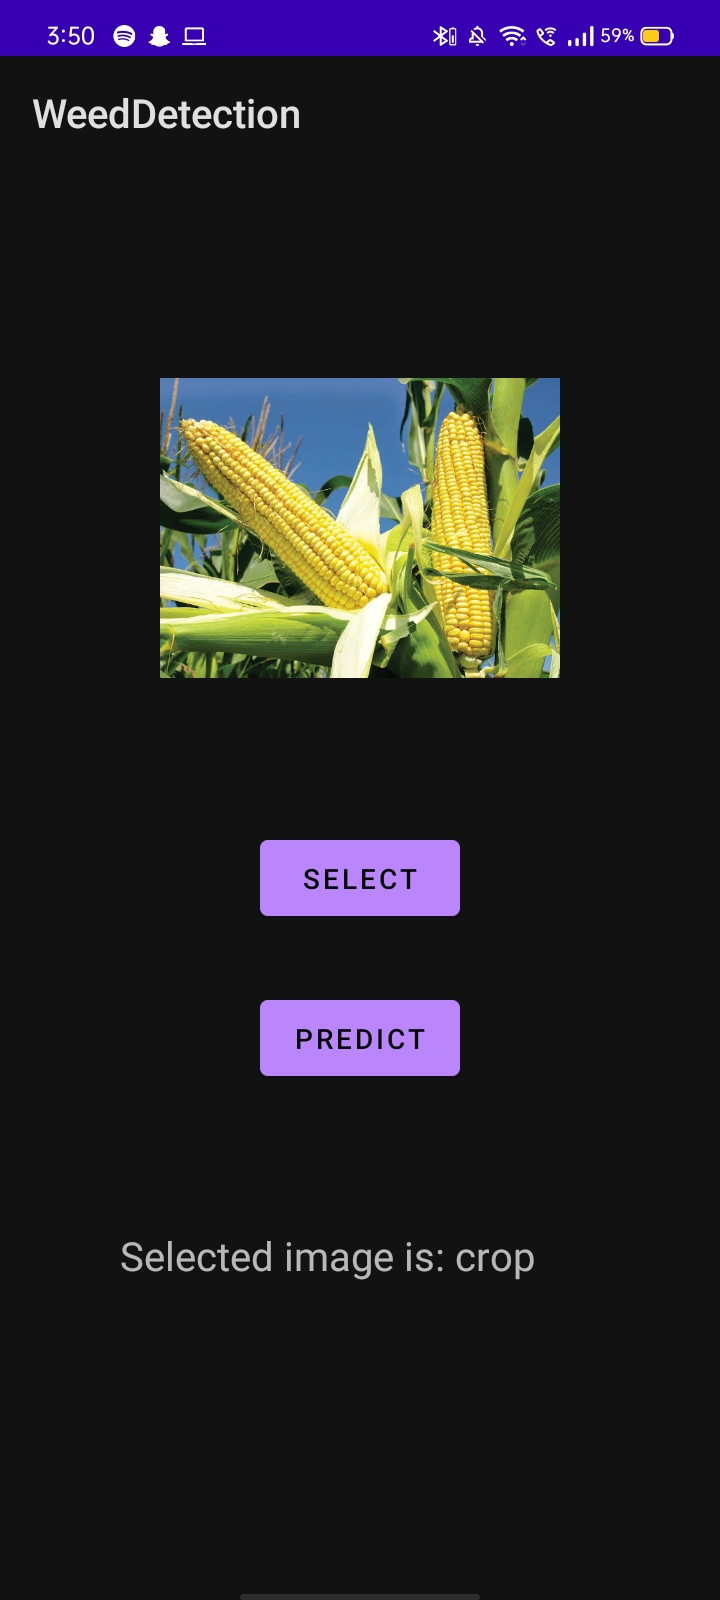 3:50 59%
WeedDetection
SELECT
PREDICT
Selected image is: crop